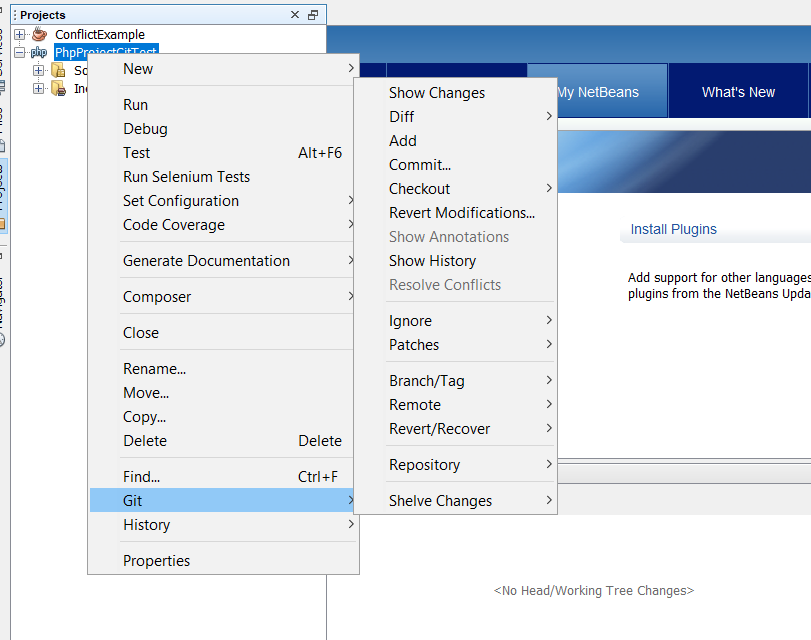 Projects
ConflictExample
PhpProjectGitTest
New
Run
Debug
Test Alt+F6
Run Selenium Tests
Set Configuration
Code Coverage
Generate Documentation
Composer
Close
Rename...
Move...
Copy...
Delete Delete
Find... Ctrl+F
Git
History
Properties
Show Changes
Diff
Add
Commit...
Checkout
Revert Modifications...
Show Annotations
Show History
Resolve Conflicts
Ignore
Patches
Branch/Tag
Remote
Revert/Recover
Repository
Shelve Changes
My NetBeans
What's New
Install Plugins
Add support for other languages
plugins from the NetBeans Upda
<No Head/Working Tree Changes>
php
Projects